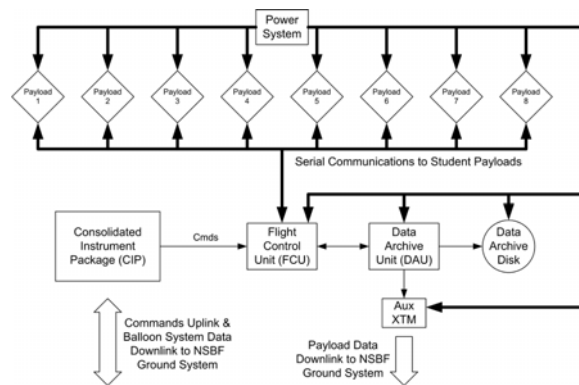 Power
System
Payload
1
Payload
2
Payload
3
Payload
4
Payload
5
Payload
6
Payload
7
Payload
8
Serial Communications to Student Payloads
Consolidated
Instrument
Package (CIP)
Cmds
Flight
Control
Unit (FCU)
Data
Archive
Unit (DAU)
Data
Archive
Disk
Aux
XTM
Commands Uplink &
Balloon System Data
Downlink to NSBF
Ground System
Payload Data
Downlink to NSBF
Ground System